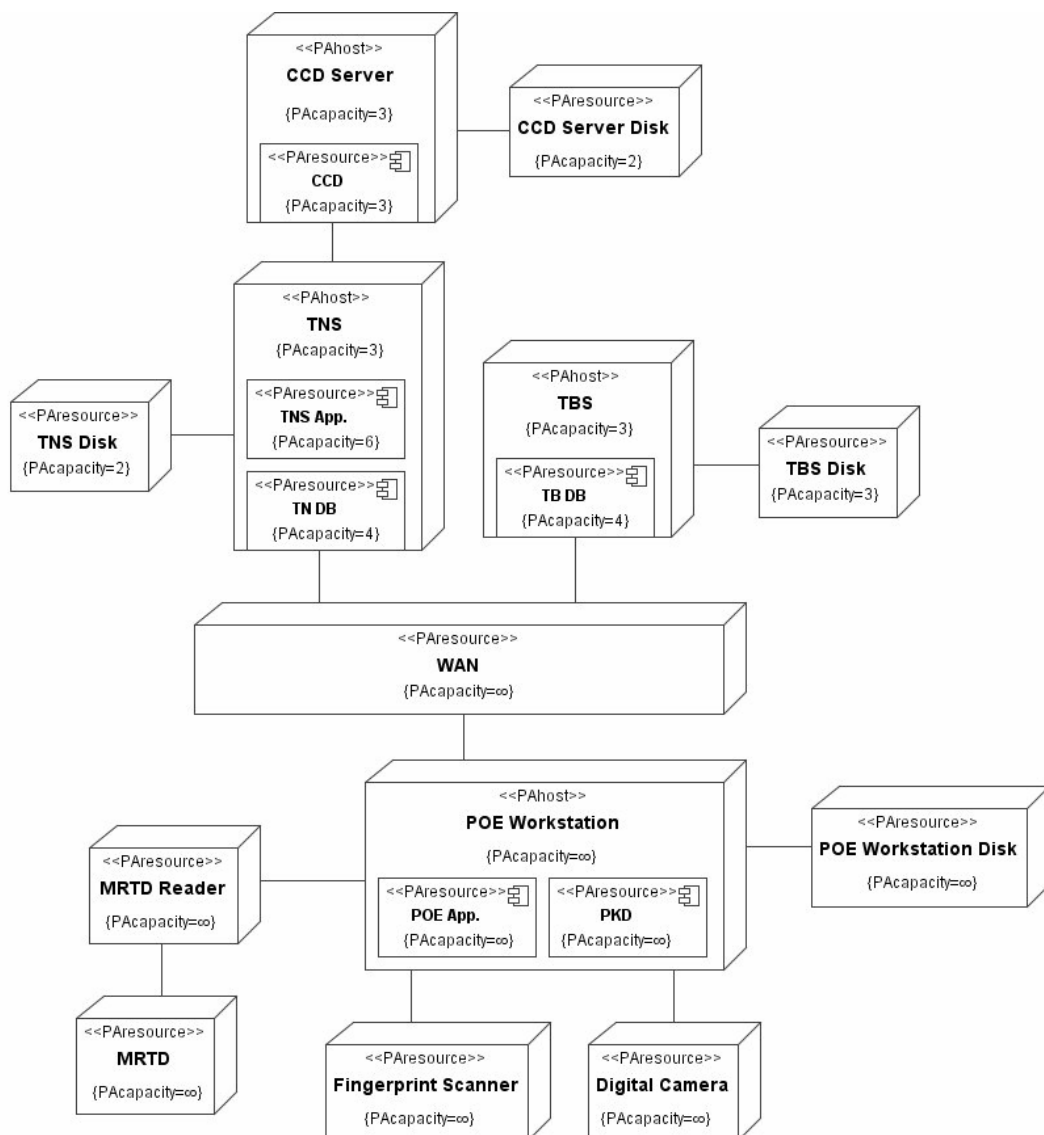 <<PAhost>>
CCD Server
{PAcapacity=3}
<<PAresource>>
CCD
{PAcapacity=3}
<<PAresource>>
CCD Server Disk
{PAcapacity=2}
<<PAhost>>
TNS
{PAcapacity=3}
<<PAresource>>
TNS App.
{PAcapacity=6}
<<PAresource>>
TN DB
{PAcapacity=4}
<<PAresource>>
TNS Disk
{PAcapacity=2}
<<PAhost>>
TBS
{PAcapacity=3}
<<PAresource>>
TB DB
{PAcapacity=4}
<<PAresource>>
TBS Disk
{PAcapacity=3}
<<PAresource>>
WAN
{PAcapacity=∞}
<<PAhost>>
POE Workstation
{PAcapacity=∞}
<<PAresource>>
POE App.
{PAcapacity=∞}
<<PAresource>>
PKD
{PAcapacity=∞}
<<PAresource>>
POE Workstation Disk
{PAcapacity=∞}
<<PAresource>>
MRTD Reader
{PAcapacity=∞}
<<PAresource>>
MRTD
{PAcapacity=∞}
<<PAresource>>
Fingerprint Scanner
{PAcapacity=∞}
<<PAresource>>
Digital Camera
{PAcapacity=∞}